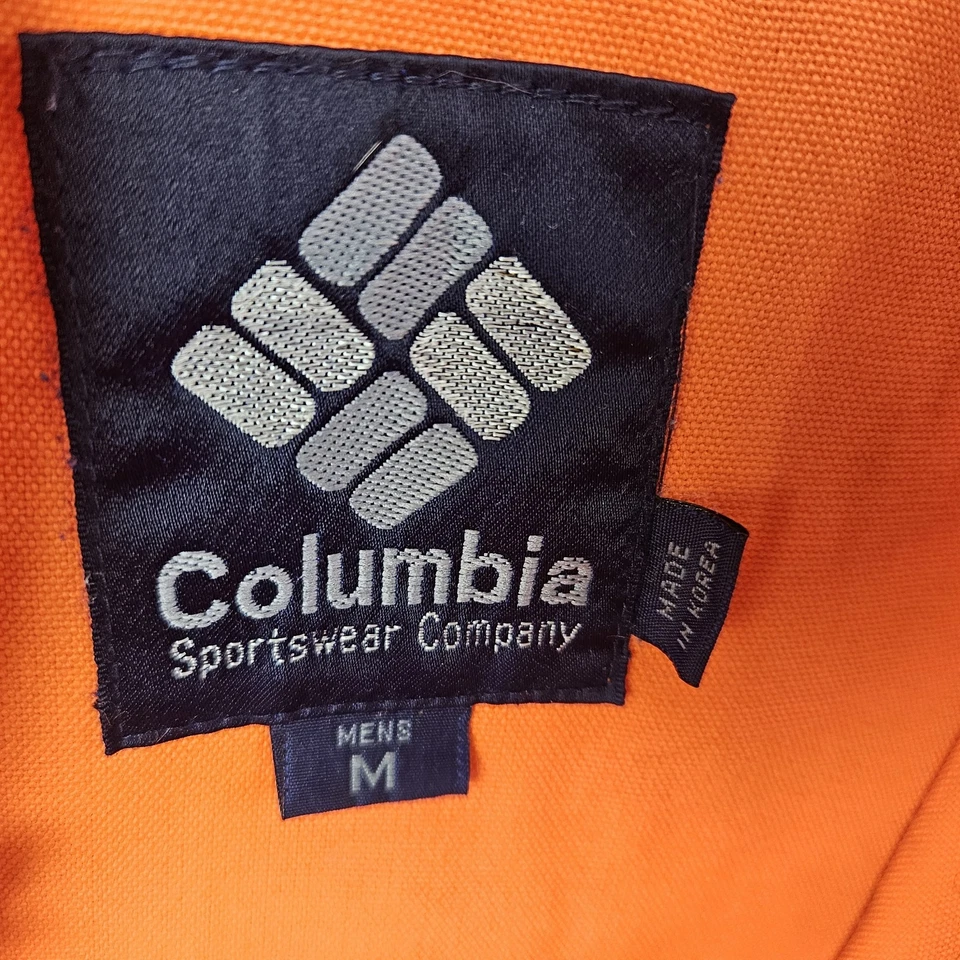 Columbia
Sportswear Company
MADE
IN KOREA
MENS
M